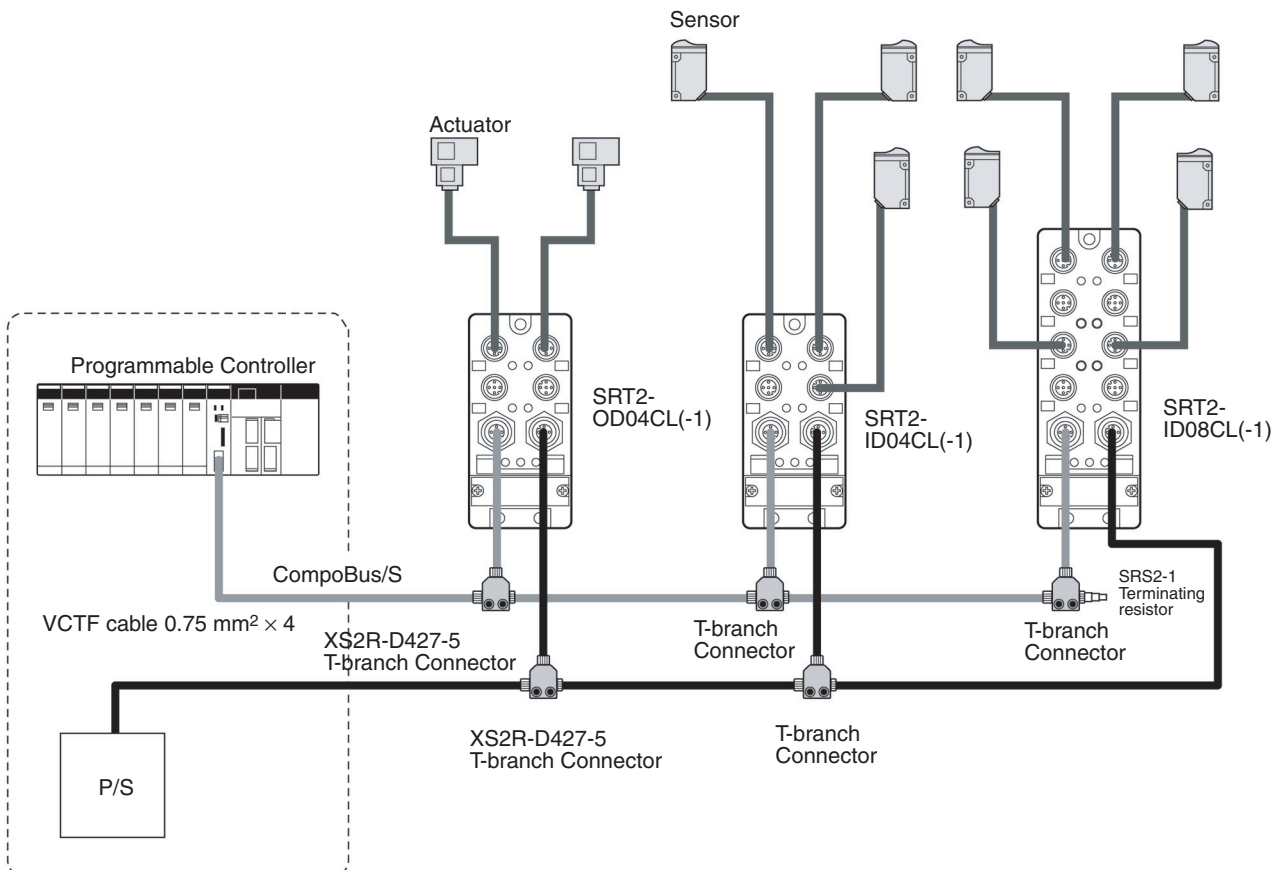 Sensor
Actuator
Programmable Controller
SRT2-
OD04CL(-1)
SRT2-
ID04CL(-1)
SRT2-
ID08CL(-1)
CompoBus/S
SRS2-1
Terminating
resistor
VCTF cable 0.75 mm² × 4
XS2R-D427-5
T-branch Connector
T-branch
Connector
T-branch
Connector
XS2R-D427-5
T-branch Connector
T-branch
Connector
P/S